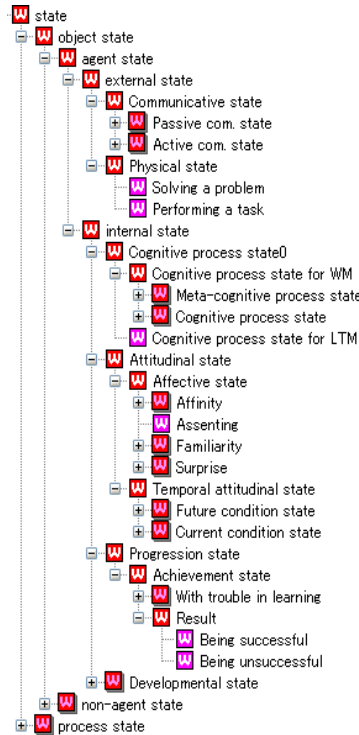 state
object state
agent state
external state
Communicative state
Passive com. state
Active com. state
Physical state
Solving a problem
Performing a task
internal state
Cognitive process state0
Cognitive process state for WM
Meta-cognitive process state
Cognitive process state
Cognitive process state for LTM
Attitudinal state
Affective state
Affinity
Assenting
Familiarity
Surprise
Temporal attitudinal state
Future condition state
Current condition state
Progression state
Achievement state
With trouble in learning
Result
Being successful
Being unsuccessful
Developmental state
non-agent state
process state